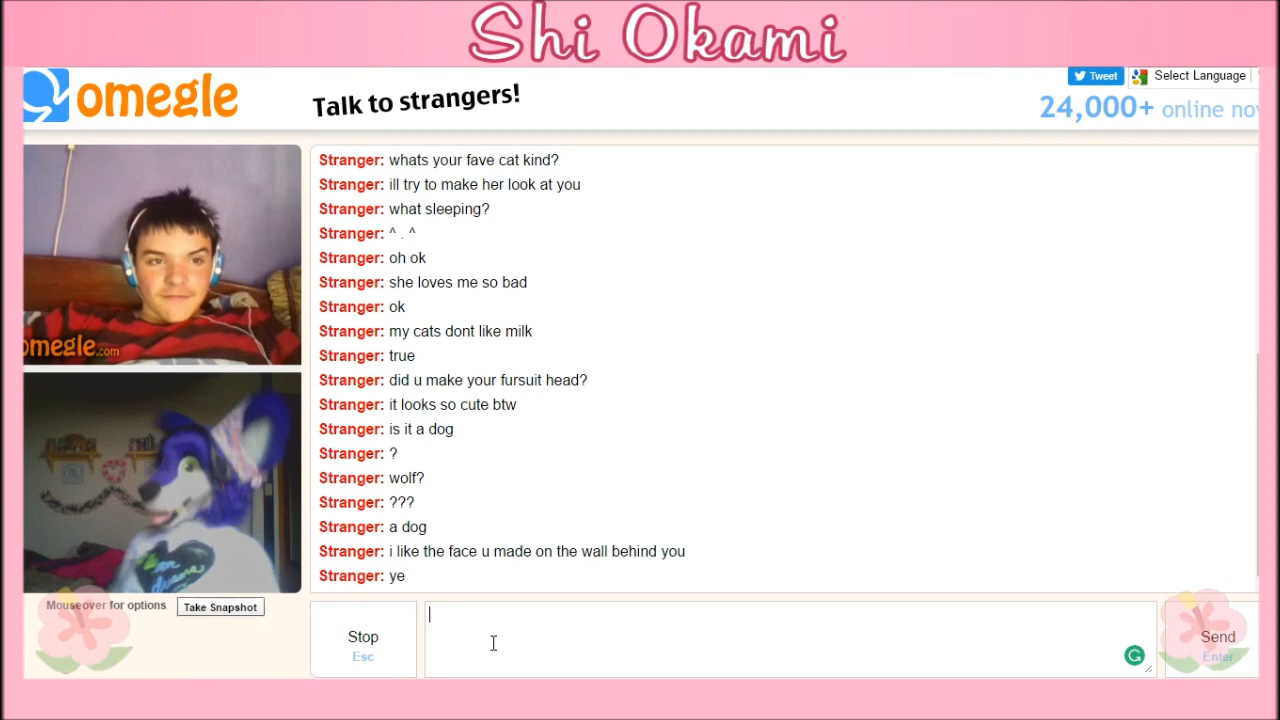 Shi Okami
omegle
Talk to strangers!
Tweet
Select Language
24,000+ online no
Stranger: whats your fave cat kind?
Stranger: ill try to make her look at you
Stranger: what sleeping?
Stranger: ^ . ^
Stranger: oh ok
Stranger: she loves me so bad
Stranger: ok
Stranger: my cats dont like milk
Stranger: true
Stranger: did u make your fursuit head?
Stranger: it looks so cute btw
Stranger: is it a dog
Stranger: ?
Stranger: wolf?
Stranger: ???
Stranger: a dog
Stranger: i like the face u made on the wall behind you
Stranger: ye
omegle.com
Mouseover for options
Take Snapshot
Stop
Esc
Send
Enter